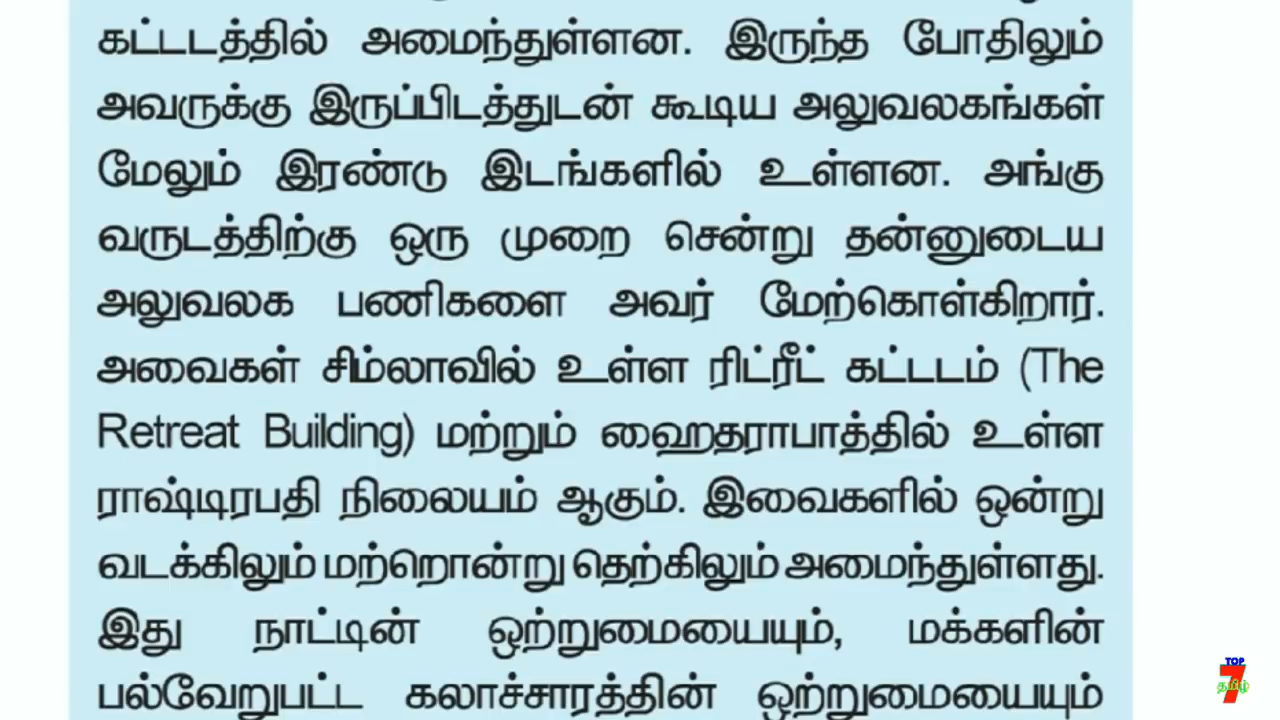 கட்டடத்தில் அமைந்துள்ளன. இருந்த போதிலும்
அவருக்கு இருப்பிடத்துடன் கூடிய அலுவலகங்கள்
மேலும் இரண்டு இடங்களில் உள்ளன. அங்கு
வருடத்திற்கு ஒரு முறை சென்று தன்னுடைய
அலுவலக பணிகளை அவர் மேற்கொள்கிறார்.
அவைகள் சிம்லாவில் உள்ள ரிட்ரீட் கட்டடம் (The
Retreat Building) மற்றும் ஹைதராபாத்தில் உள்ள
ராஷ்டிரபதி நிலையம் ஆகும். இவைகளில் ஒன்று
வடக்கிலும் மற்றொன்று தெற்கிலும் அமைந்துள்ளது.
இது நாட்டின் ஒற்றுமையையும், மக்களின்
பல்வேறுபட்ட கலாச்சாரத்தின் ஒற்றுமையையும்
TOP
7
தமிழ்